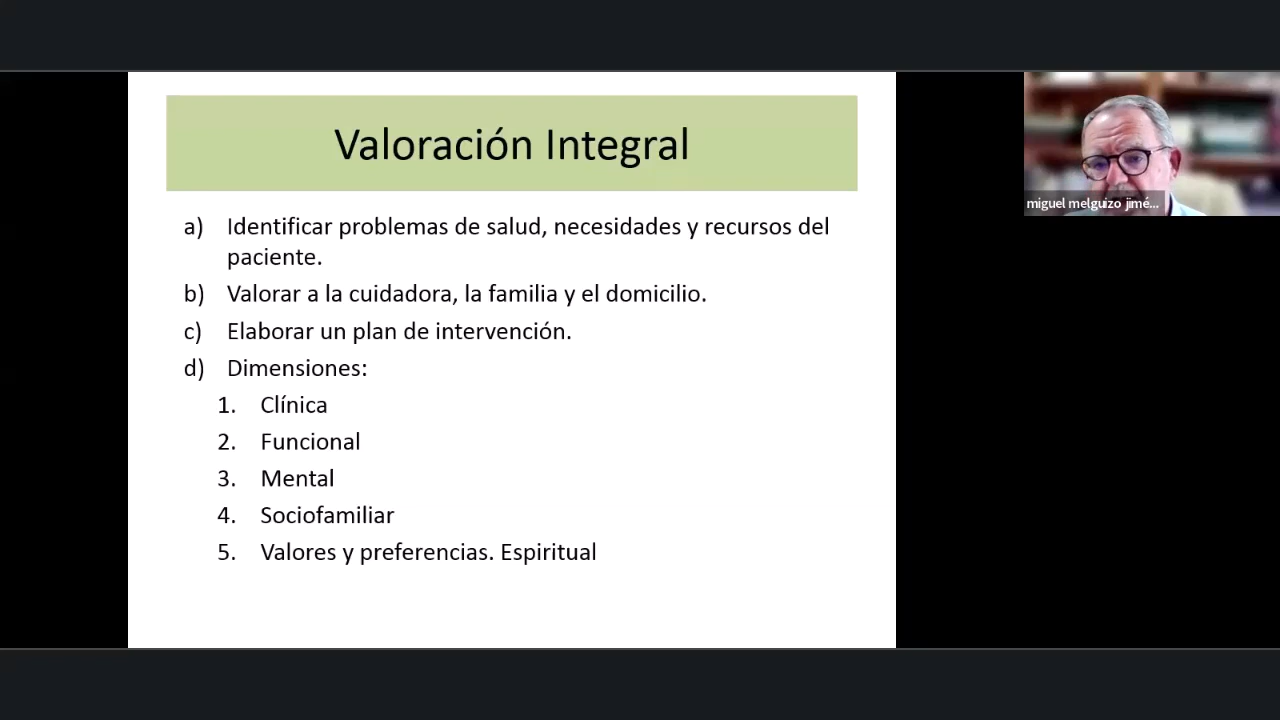 Valoración Integral
a) Identificar problemas de salud, necesidades y recursos del
paciente.
b) Valorar a la cuidadora, la familia y el domicilio.
c) Elaborar un plan de intervención.
d) Dimensiones:
1. Clínica
2. Funcional
3. Mental
4. Sociofamiliar
5. Valores y preferencias. Espiritual
miguel melguizo jimé...